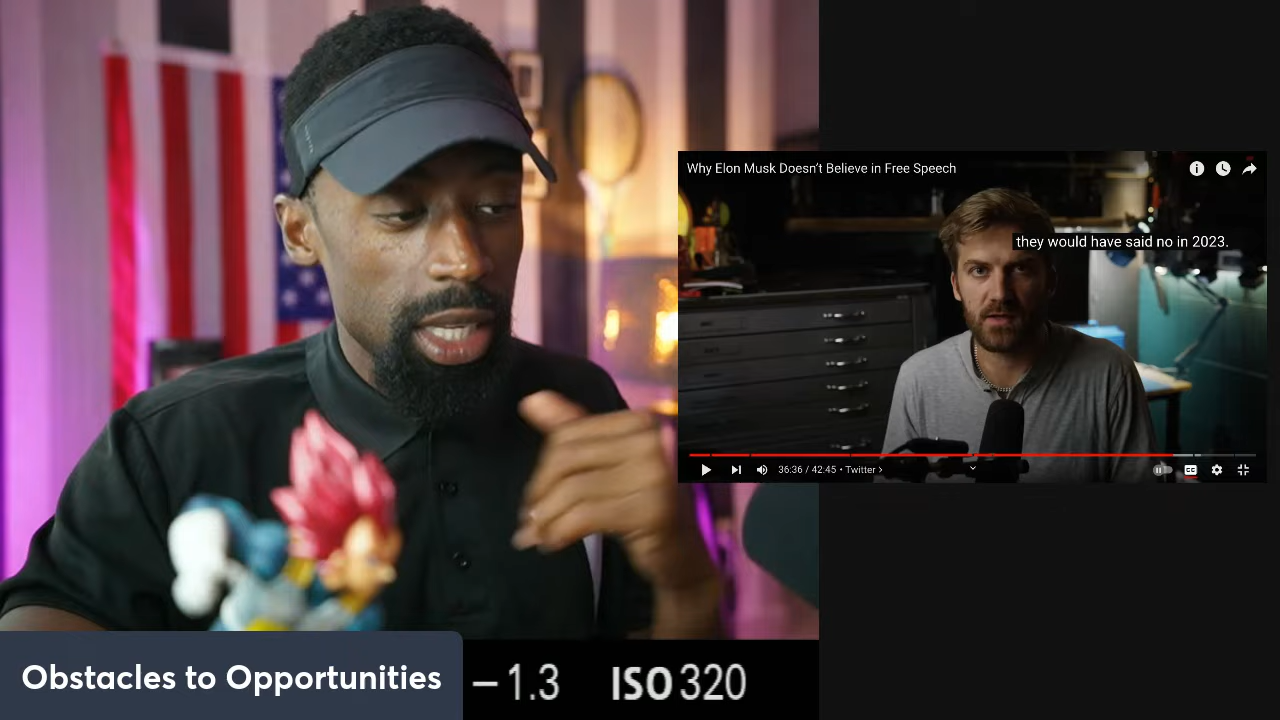 Why Elon Musk Doesn't Believe in Free Speech
they would have said no in 2023.
36:36 / 42:45 • Twitter >
CC
Obstacles to Opportunities
– 1.3 ISO 320